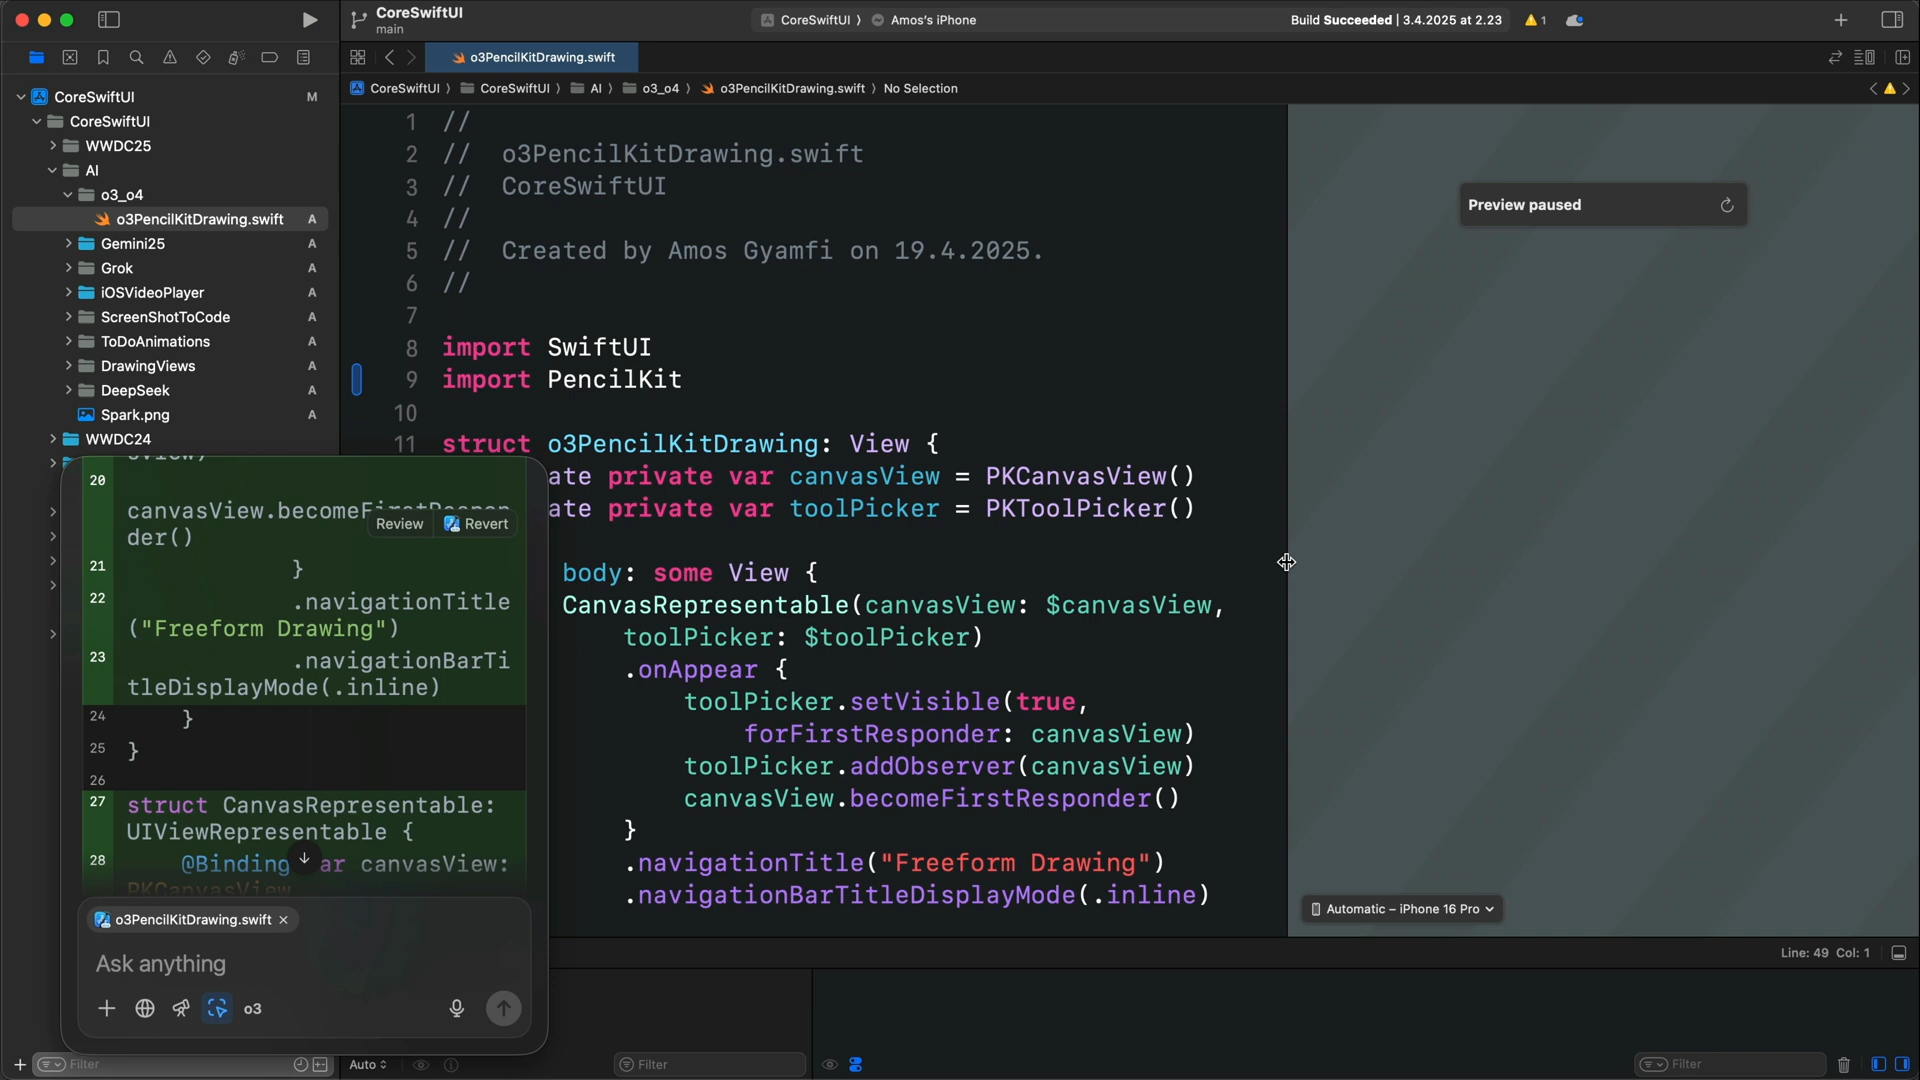 CoreSwiftUI
main
CoreSwiftUI
Amos's iPhone
Build Succeeded | 3.4.2025 at 2.23
1
o3PencilKitDrawing.swift
CoreSwiftUI
CoreSwiftUI
AI
o3_o4
o3PencilKitDrawing.swift
No Selection
CoreSwiftUI M
CoreSwiftUI
WWDC25
AI
o3_o4
o3PencilKitDrawing.swift A
Gemini25 A
Grok A
iOSVideoPlayer A
ScreenShotToCode A
ToDoAnimations A
DrawingViews A
DeepSeek A
Spark.png A
WWDC24
1 //
2 //  o3PencilKitDrawing.swift
3 //  CoreSwiftUI
4 //
5 //  Created by Amos Gyamfi on 19.4.2025.
6 //
7
8 import SwiftUI
9 import PencilKit
10
11 struct o3PencilKitDrawing: View {
ate private var canvasView = PKCanvasView()
ate private var toolPicker = PKToolPicker()
body: some View {
CanvasRepresentable(canvasView: $canvasView,
toolPicker: $toolPicker)
.onAppear {
toolPicker.setVisible(true,
forFirstResponder: canvasView)
toolPicker.addObserver(canvasView)
canvasView.becomeFirstResponder()
}
.navigationTitle("Freeform Drawing")
.navigationBarTitleDisplayMode(.inline)
20
canvasView.becomeFirstRespon
der()
Review
Revert
21 }
22 .navigationTitle
("Freeform Drawing")
23 .navigationBarTi
tleDisplayMode(.inline)
24 }
25 }
26
27 struct CanvasRepresentable:
UIViewRepresentable {
28 @Binding var canvasView:
PKCanvasView
o3PencilKitDrawing.swift
Ask anything
o3
Preview paused
Automatic – iPhone 16 Pro
Line: 49 Col: 1
Filter
Auto
Filter
Filter